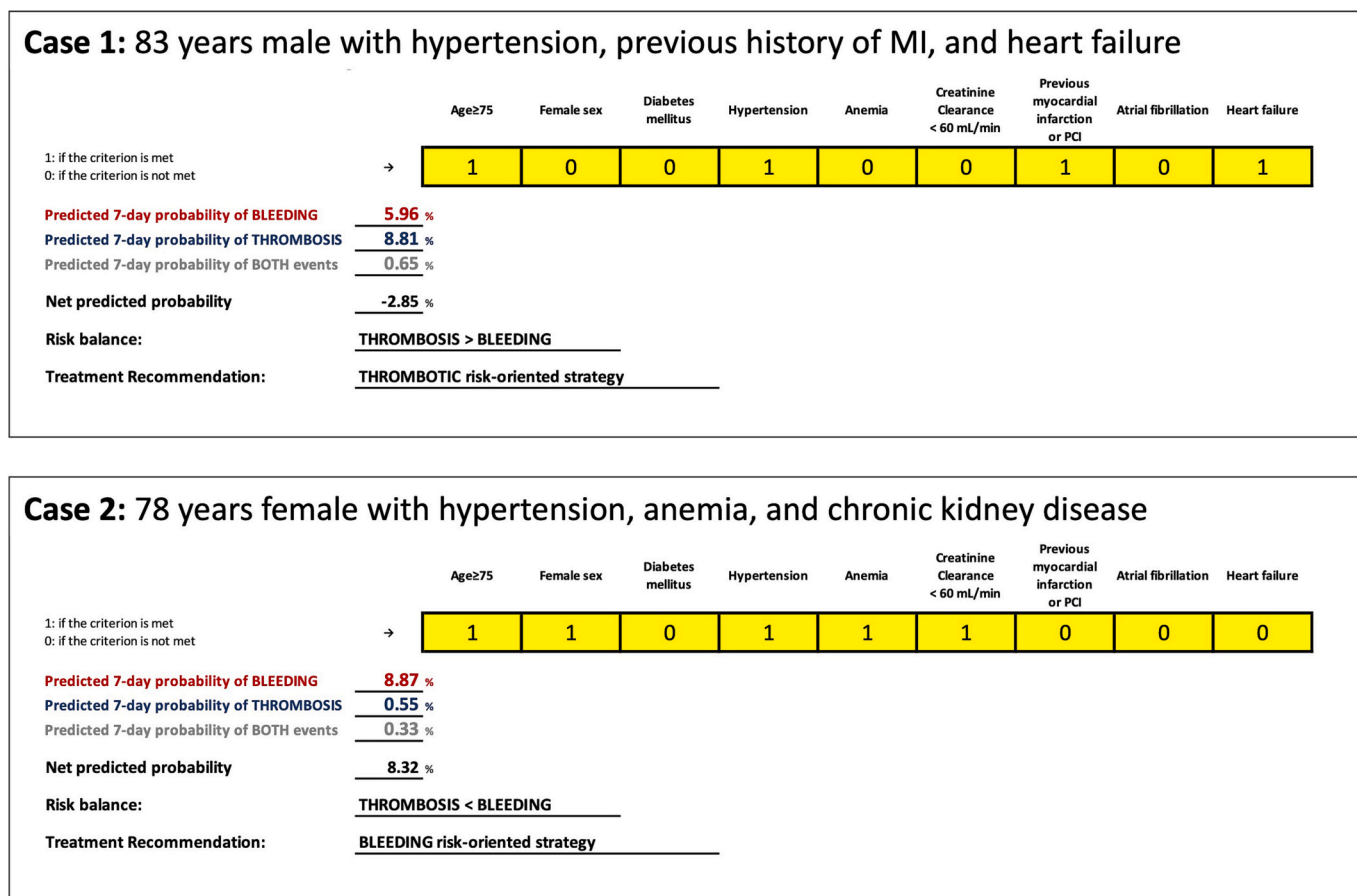 Case 1: 83 years male with hypertension, previous history of MI, and heart failure
Age≥75 Female sex Diabetes mellitus Hypertension Anemia Creatinine Clearance < 60 mL/min Previous myocardial infarction or PCI Atrial fibrillation Heart failure
1: if the criterion is met
0: if the criterion is not met
→ 1 0 0 1 0 0 1 0 1
Predicted 7-day probability of BLEEDING 5.96 %
Predicted 7-day probability of THROMBOSIS 8.81 %
Predicted 7-day probability of BOTH events 0.65 %
Net predicted probability -2.85 %
Risk balance: THROMBOSIS > BLEEDING
Treatment Recommendation: THROMBOTIC risk-oriented strategy
Case 2: 78 years female with hypertension, anemia, and chronic kidney disease
Age≥75 Female sex Diabetes mellitus Hypertension Anemia Creatinine Clearance < 60 mL/min Previous myocardial infarction or PCI Atrial fibrillation Heart failure
1: if the criterion is met
0: if the criterion is not met
→ 1 1 0 1 1 1 0 0 0
Predicted 7-day probability of BLEEDING 8.87 %
Predicted 7-day probability of THROMBOSIS 0.55 %
Predicted 7-day probability of BOTH events 0.33 %
Net predicted probability 8.32 %
Risk balance: THROMBOSIS < BLEEDING
Treatment Recommendation: BLEEDING risk-oriented strategy